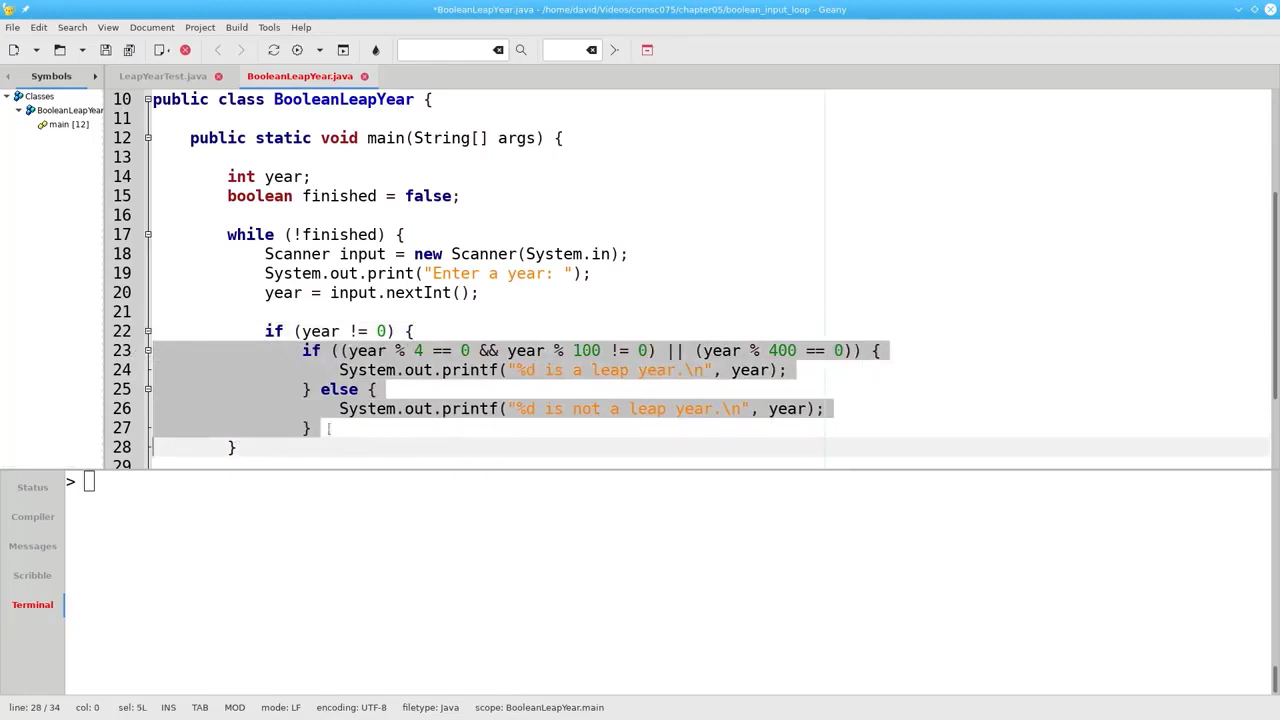 *BooleanLeapYear.java - /home/david/Videos/comsc075/chapter05/boolean_input_loop - Geany
File Edit Search View Document Project Build Tools Help
Symbols LeapYearTest.java BooleanLeapYear.java
Classes
BooleanLeapYear
main [12]
10 public class BooleanLeapYear {
11
12 public static void main(String[] args) {
13
14 int year;
15 boolean finished = false;
16
17 while (!finished) {
18 Scanner input = new Scanner(System.in);
19 System.out.print("Enter a year: ");
20 year = input.nextInt();
21
22 if (year != 0) {
23 if ((year % 4 == 0 && year % 100 != 0) || (year % 400 == 0)) {
24 System.out.printf("%d is a leap year.\n", year);
25 } else {
26 System.out.printf("%d is not a leap year.\n", year);
27 }
28 }
29
> 
Status
Compiler
Messages
Scribble
Terminal
line: 28 / 34 col: 0 sel: 5L INS TAB MOD mode: LF encoding: UTF-8 filetype: Java scope: BooleanLeapYear.main